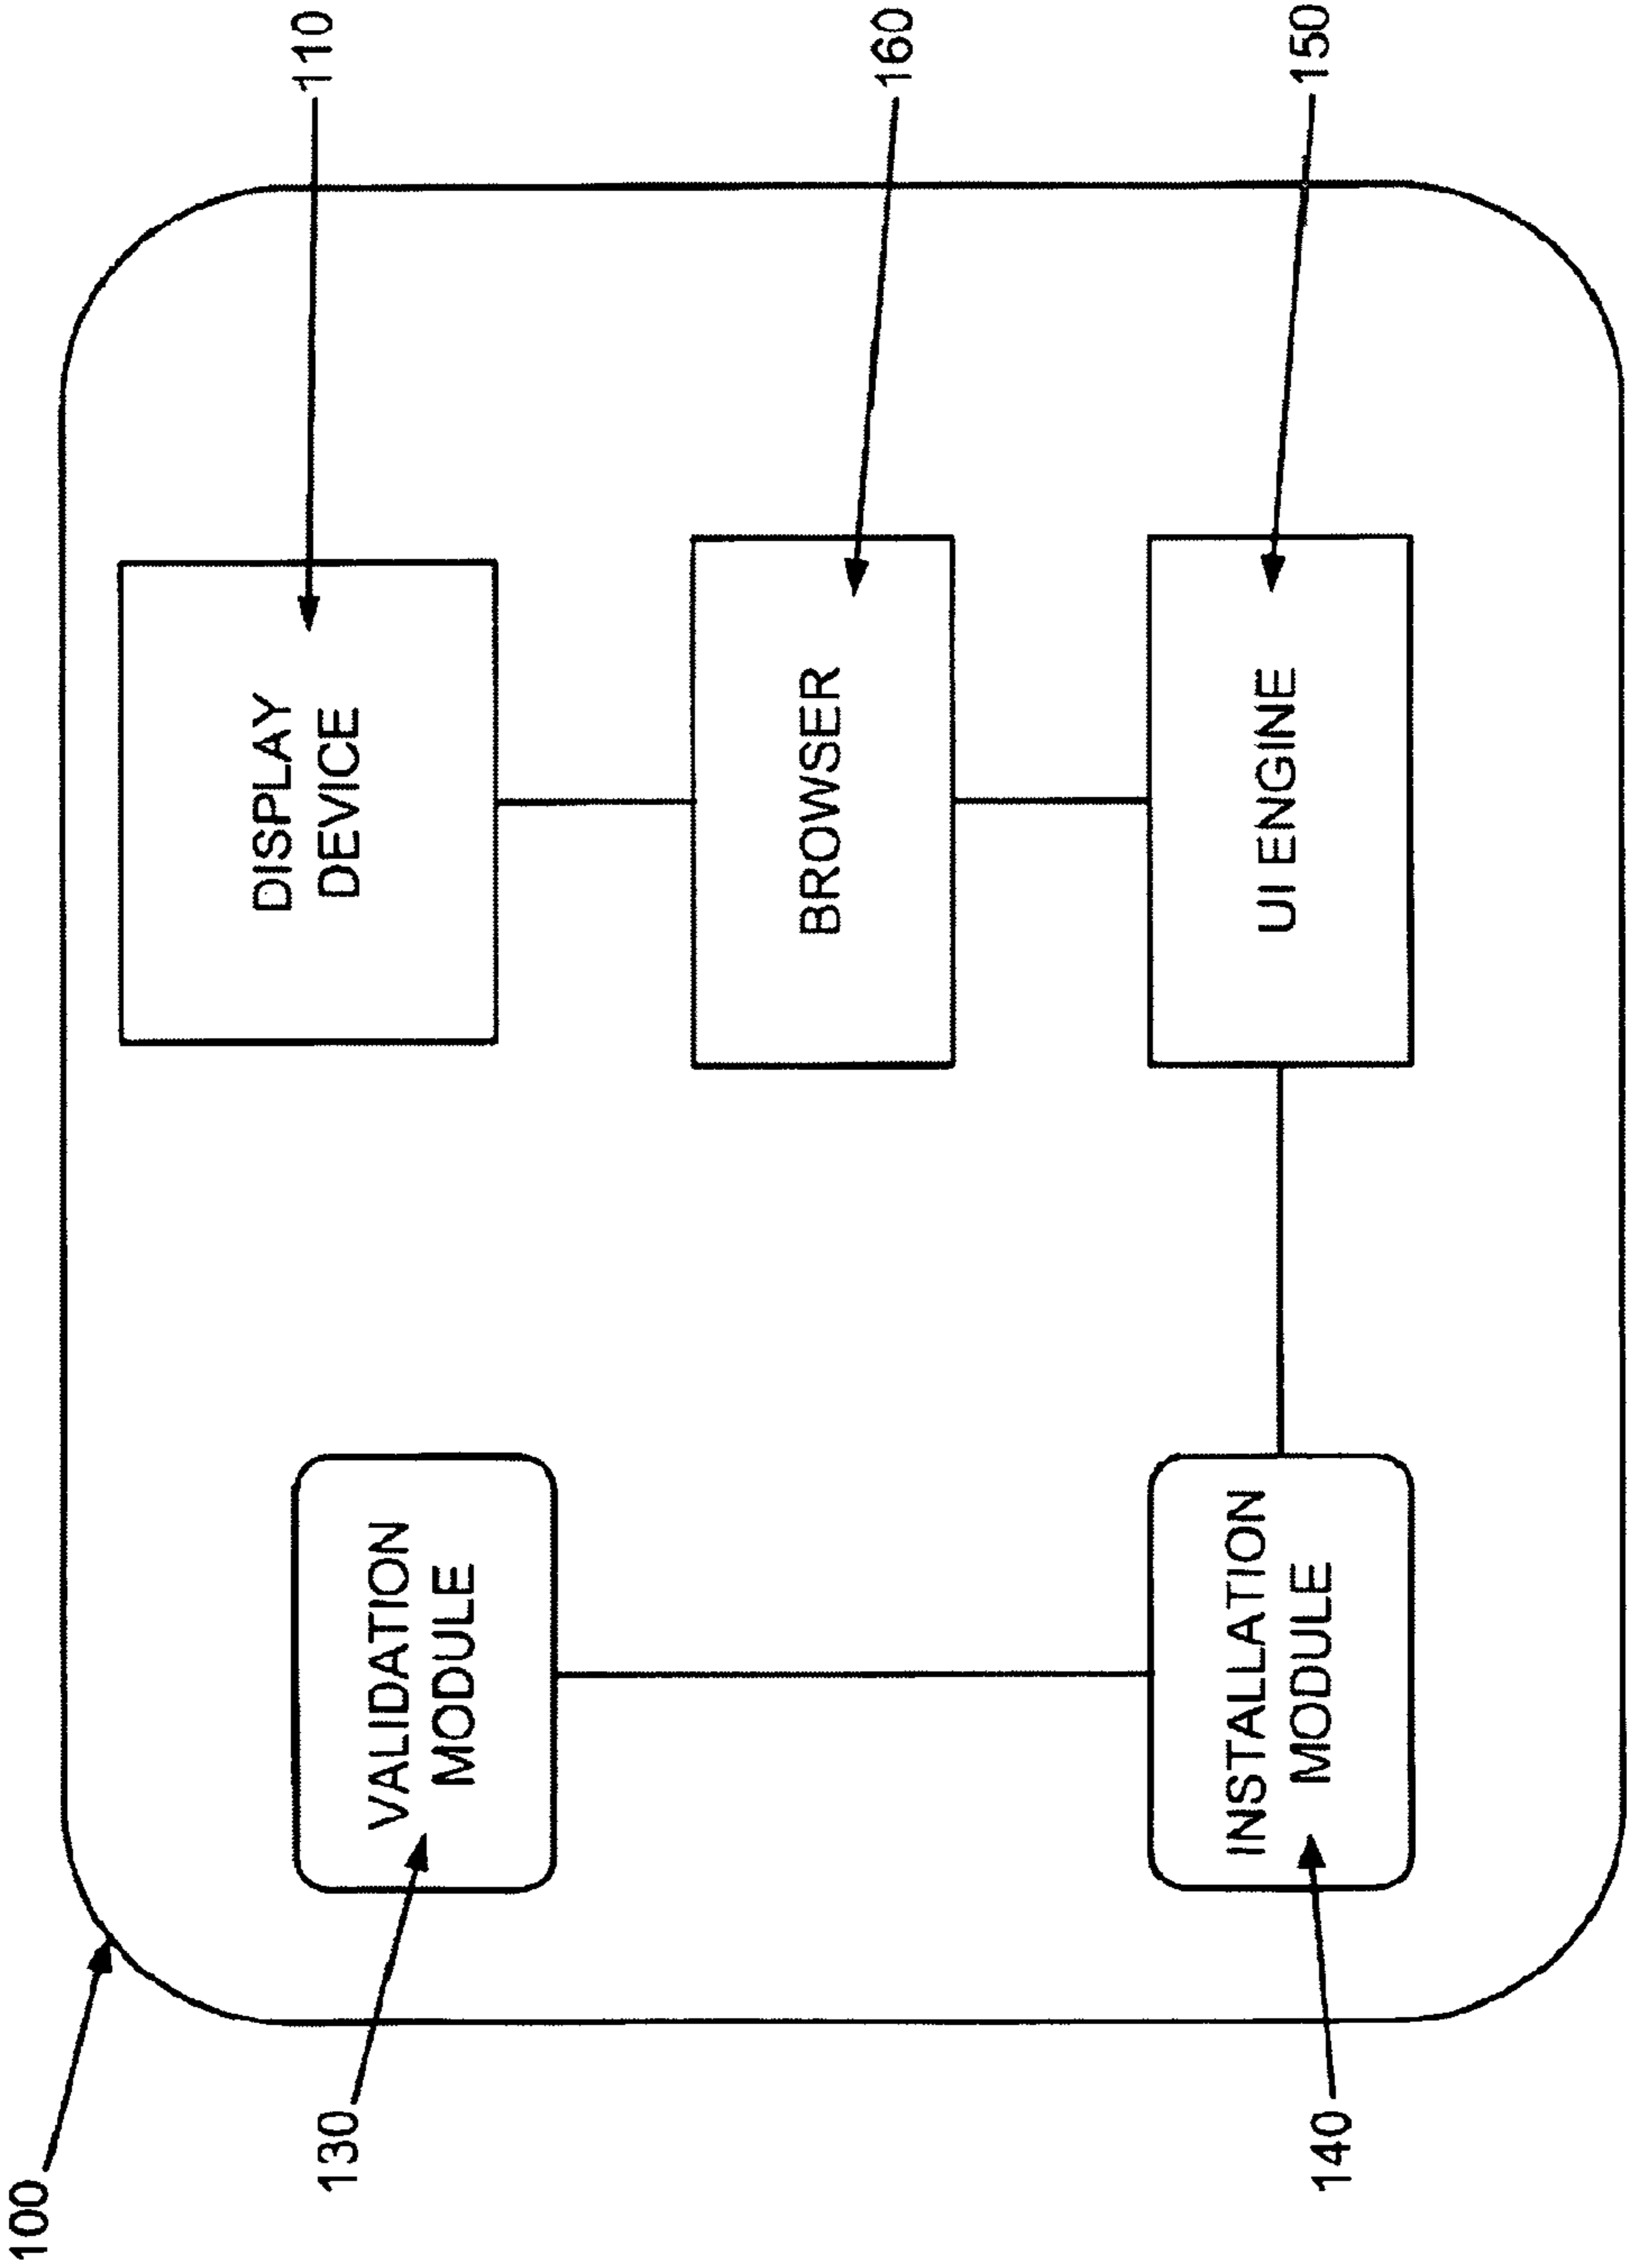 100
130
VALIDATION
MODULE
DISPLAY
DEVICE
110
BROWSER
160
140
INSTALLATION
MODULE
UI ENGINE
150